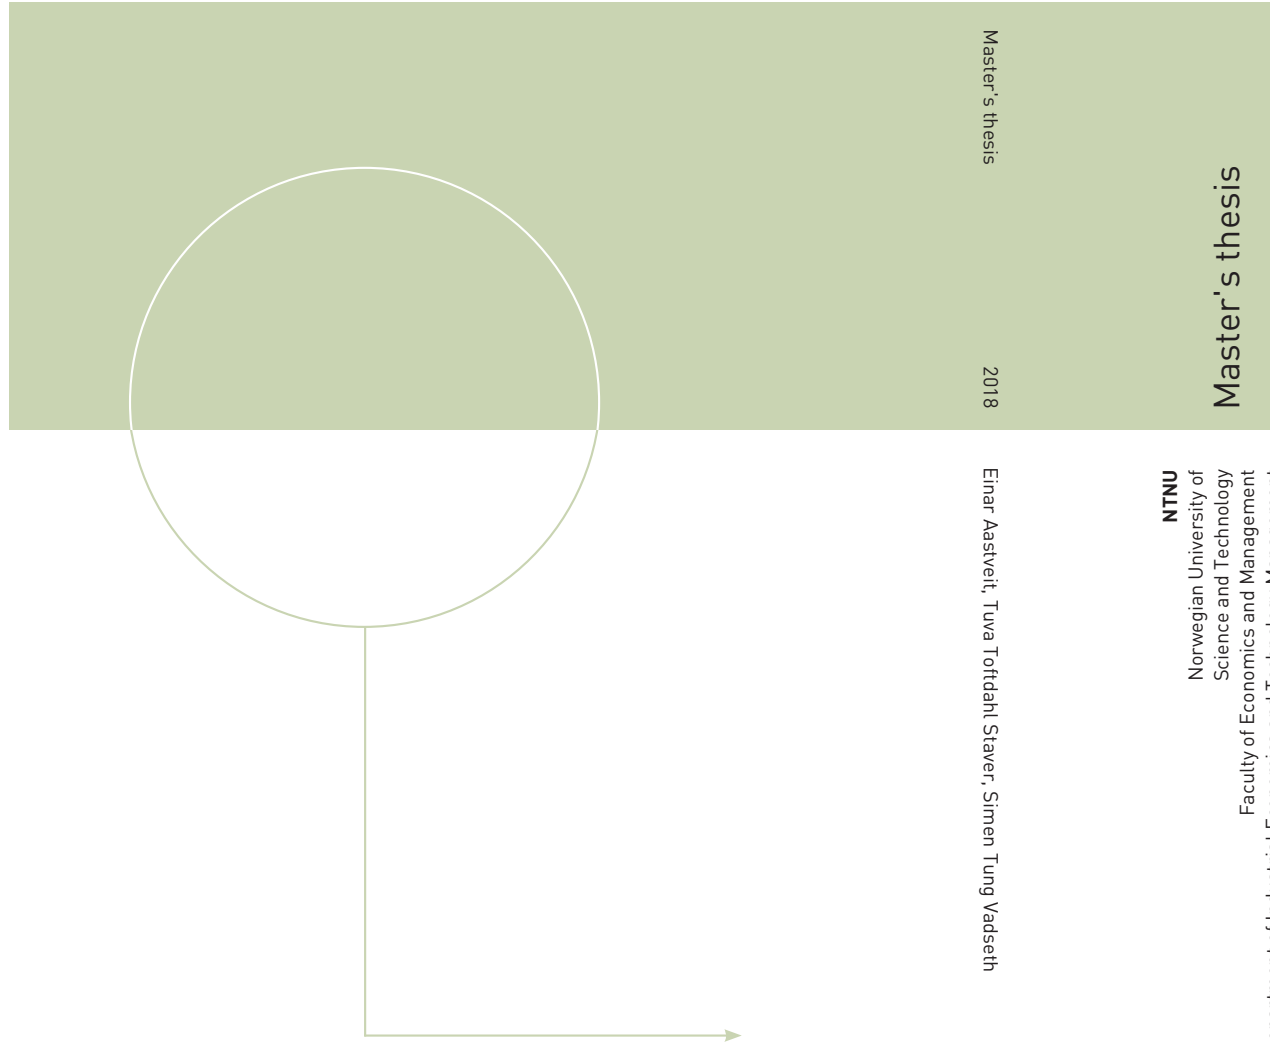 Master's thesis
2018
Einar Aastveit, Tuva Toftdahl Staver, Simen Tung Vadseth
Master's thesis
NTNU
Norwegian University of
Science and Technology
Faculty of Economics and Management